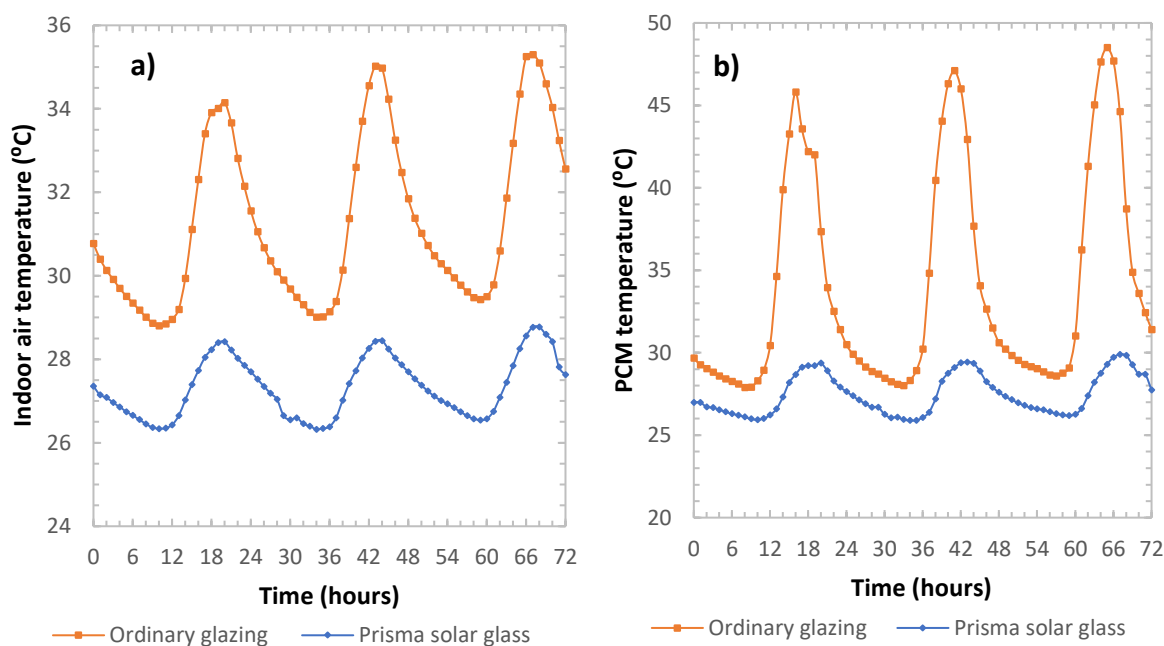 a)
Indoor air temperature (⁰C)
36
34
32
30
28
26
24
0 6 12 18 24 30 36 42 48 54 60 66 72
Time (hours)
Ordinary glazing Prisma solar glass
b)
PCM temperature (⁰C)
50
45
40
35
30
25
20
0 6 12 18 24 30 36 42 48 54 60 66 72
Time (hours)
Ordinary glazing Prisma solar glass